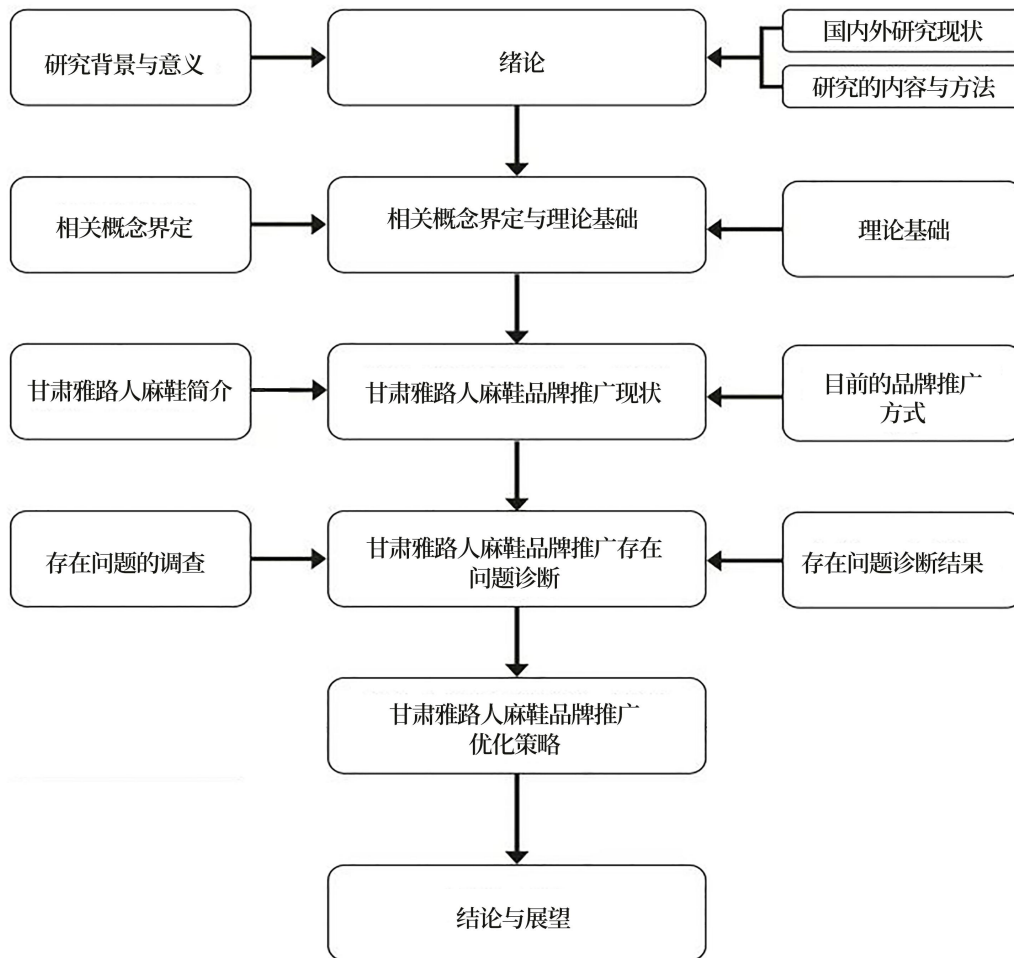 研究背景与意义
绪论
国内外研究现状
研究的内容与方法
相关概念界定
相关概念界定与理论基础
理论基础
甘肃雅路人麻鞋简介
甘肃雅路人麻鞋品牌推广现状
目前的品牌推广
方式
存在问题的调查
甘肃雅路人麻鞋品牌推广存在
问题诊断
存在问题诊断结果
甘肃雅路人麻鞋品牌推广
优化策略
结论与展望